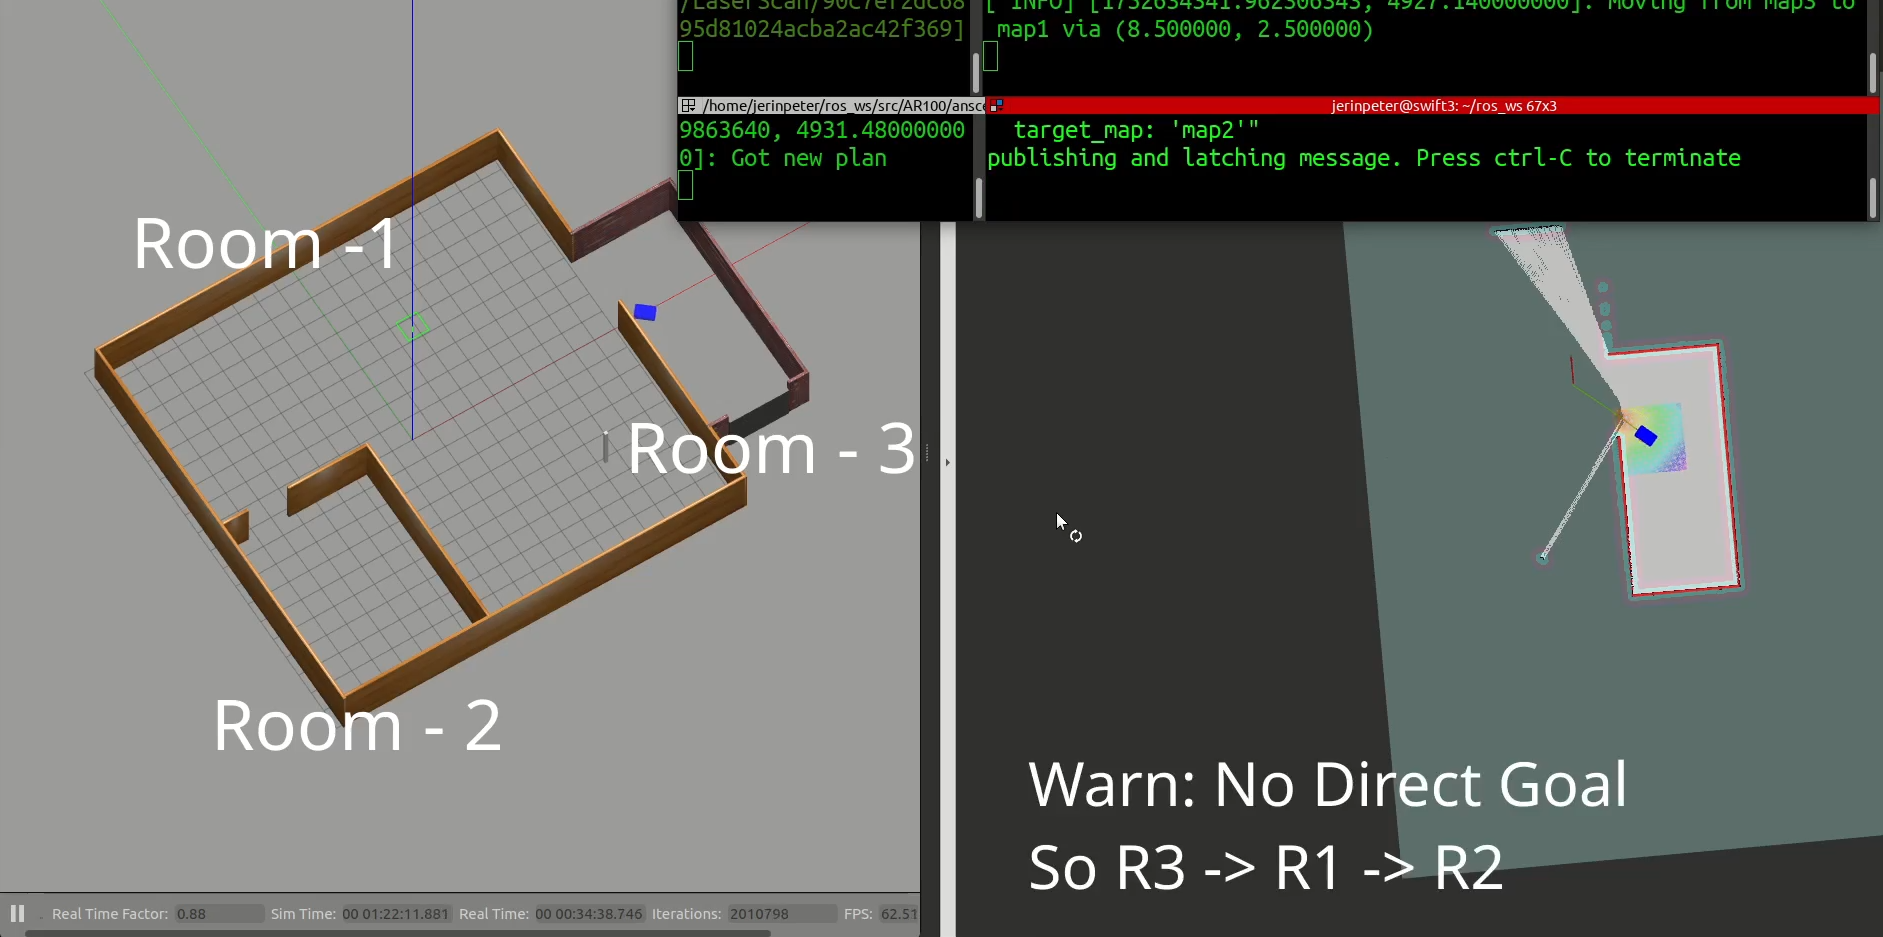 /LaserScan/90c7ef2dc68
95d81024acba2ac42f369]
[ INFO] [1732634341.962306343, 4927.140000000]: Moving from map3 to
map1 via (8.500000, 2.500000)
/home/jerinpeter/ros_ws/src/AR100/ansce
9863640, 4931.48000000
0]: Got new plan
jerinpeter@swift3: ~/ros_ws 67x3
target_map: 'map2'"
publishing and latching message. Press ctrl-C to terminate
Room -1
Room - 3
Room - 2
Warn: No Direct Goal
So R3 -> R1 -> R2
Real Time Factor: 0.88 Sim Time: 00 01:22:11.881 Real Time: 00 00:34:38.746 Iterations: 2010798 FPS: 62.51